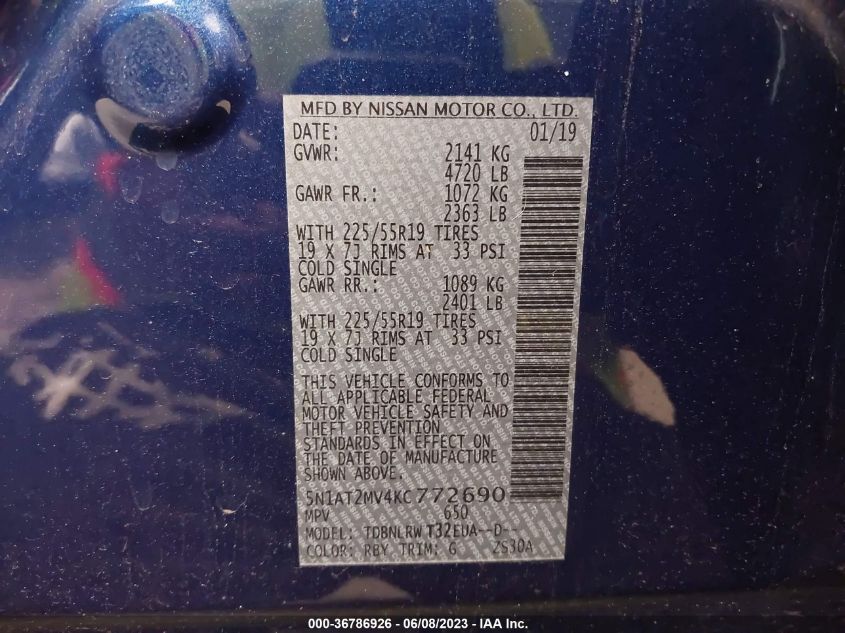 MFD BY NISSAN MOTOR CO., LTD.
DATE: 01/19
GVWR: 2141 KG
4720 LB
GAWR FR.: 1072 KG
2363 LB
WITH 225/55R19 TIRES
19 X 7J RIMS AT 33 PSI
COLD SINGLE
GAWR RR.: 1089 KG
2401 LB
WITH 225/55R19 TIRES
19 X 7J RIMS AT 33 PSI
COLD SINGLE
THIS VEHICLE CONFORMS TO
ALL APPLICABLE FEDERAL
MOTOR VEHICLE SAFETY AND
THEFT PREVENTION
STANDARDS IN EFFECT ON
THE DATE OF MANUFACTURE
SHOWN ABOVE.
5N1AT2MV4KC772690
MPV 650
MODEL: TDBNLRW T32EUA--D--
COLOR: RBY TRIM: G ZS30A
000-36786926 - 06/08/2023 - IAA Inc.